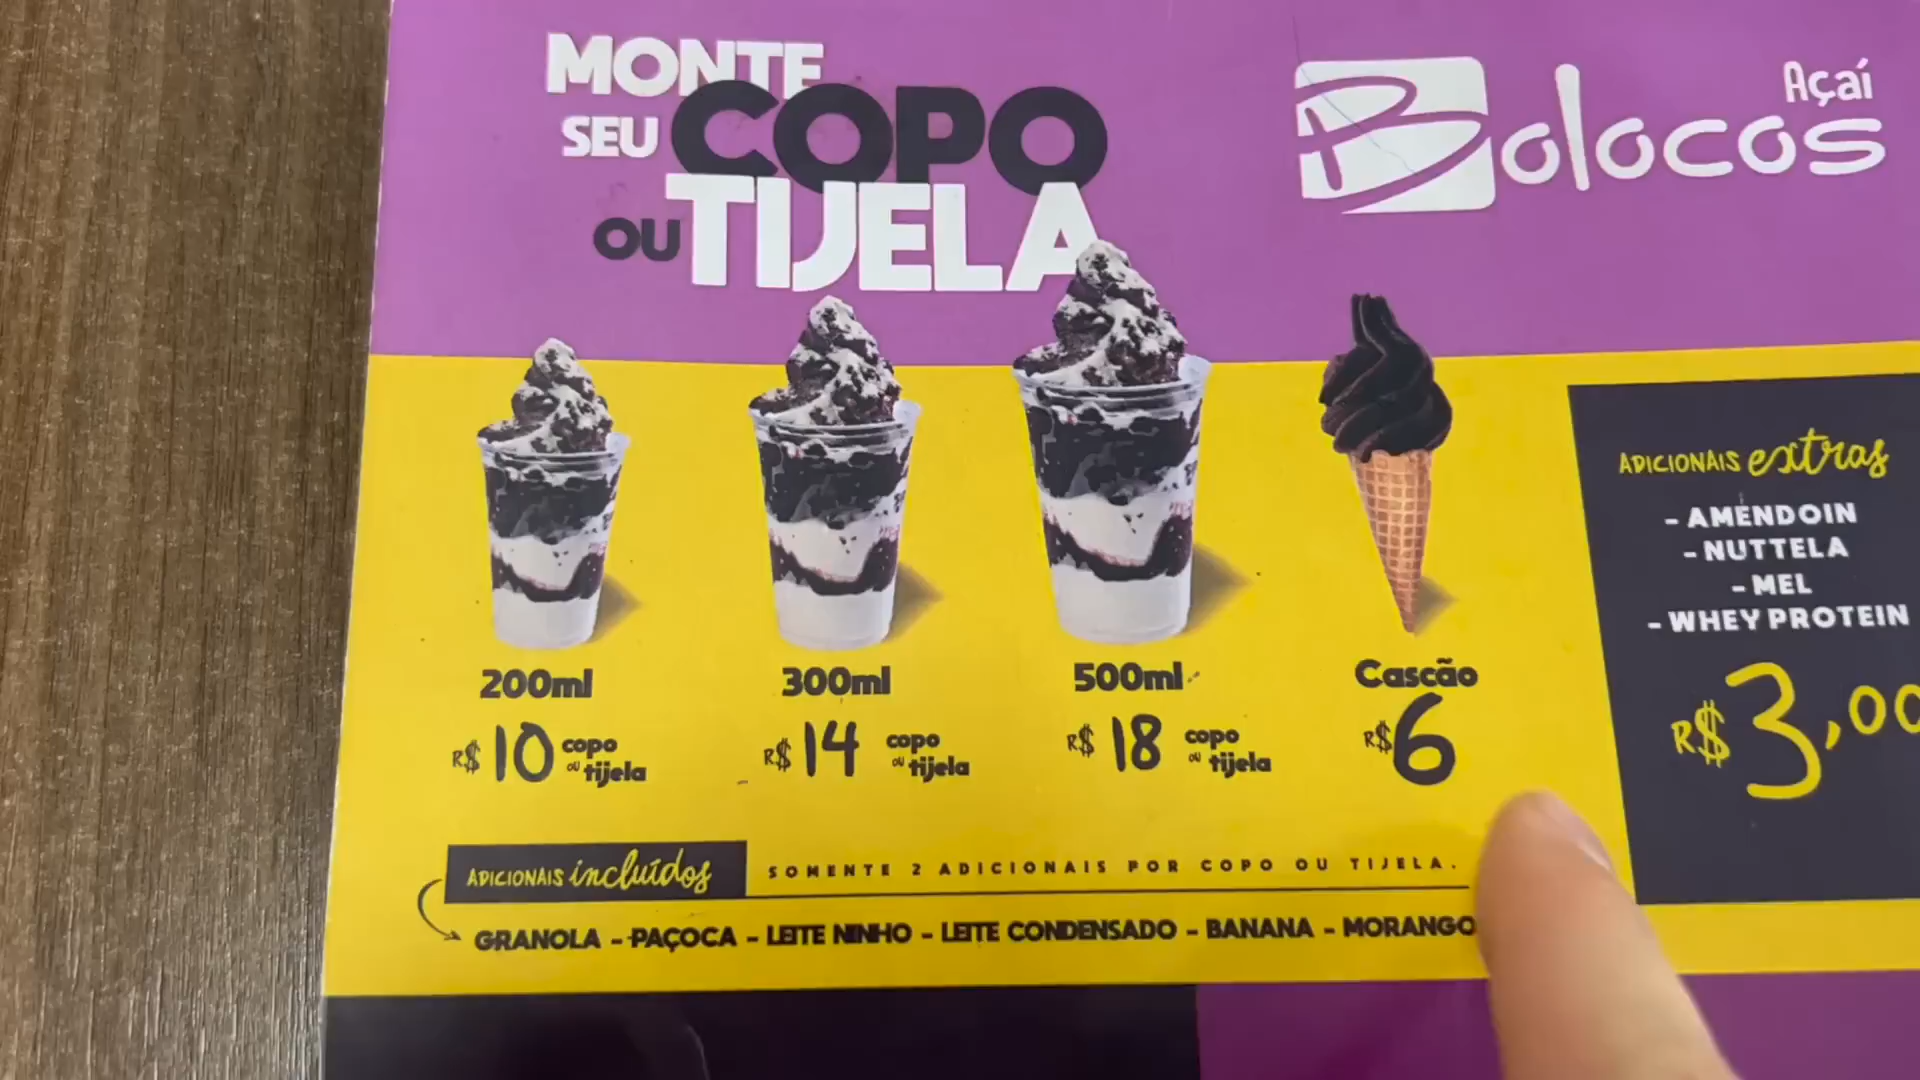 MONTE
SEU COPO
OU TIJELA
Açaí
Bolocos
200ml
R$ 10 copo ou tijela
300ml
R$ 14 copo ou tijela
500ml
R$ 18 copo ou tijela
Cascão
R$ 6
ADICIONAIS extras
- AMENDOIN
- NUTTELA
- MEL
- WHEY PROTEIN
R$ 3,00
ADICIONAIS incluídos
SOMENTE 2 ADICIONAIS POR COPO OU TIJELA.
GRANOLA - PAÇOCA - LEITE NINHO - LEITE CONDENSADO - BANANA - MORANGO